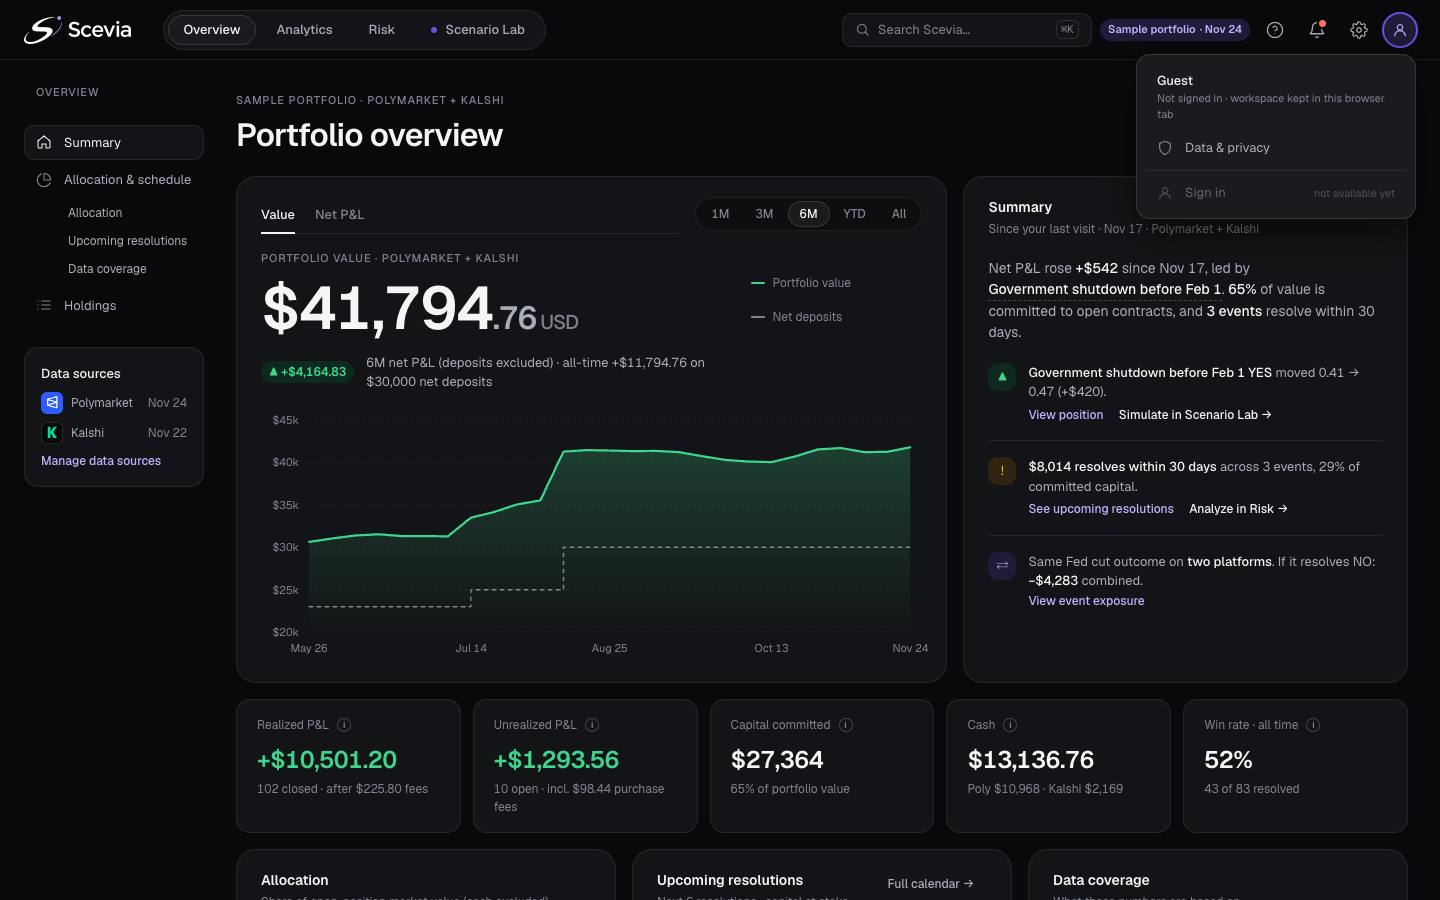 Scevia
Overview
Analytics
Risk
Scenario Lab
Search Scevia...
⌘K
Sample portfolio · Nov 24
Guest
Not signed in · workspace kept in this browser
tab
Data & privacy
Sign in
not available yet
OVERVIEW
Summary
Allocation & schedule
Allocation
Upcoming resolutions
Data coverage
Holdings
Data sources
Polymarket Nov 24
Kalshi Nov 22
Manage data sources
SAMPLE PORTFOLIO · POLYMARKET + KALSHI
Portfolio overview
Value
Net P&L
1M
3M
6M
YTD
All
PORTFOLIO VALUE · POLYMARKET + KALSHI
$41,794.76 USD
Portfolio value
Net deposits
▲ +$4,164.83
6M net P&L (deposits excluded) · all-time +$11,794.76 on
$30,000 net deposits
$45k
$40k
$35k
$30k
$25k
$20k
May 26
Jul 14
Aug 25
Oct 13
Nov 24
Summary
Since your last visit · Nov 17 · Polymarket + Kalshi
Net P&L rose +$542 since Nov 17, led by
Government shutdown before Feb 1. 65% of value is
committed to open contracts, and 3 events resolve within 30
days.
Government shutdown before Feb 1 YES moved 0.41 →
0.47 (+$420).
View position
Simulate in Scenario Lab →
!
$8,014 resolves within 30 days across 3 events, 29% of
committed capital.
See upcoming resolutions
Analyze in Risk →
Same Fed cut outcome on two platforms. If it resolves NO:
−$4,283 combined.
View event exposure
Realized P&L
+$10,501.20
102 closed · after $225.80 fees
Unrealized P&L
+$1,293.56
10 open · incl. $98.44 purchase
fees
Capital committed
$27,364
65% of portfolio value
Cash
$13,136.76
Poly $10,968 · Kalshi $2,169
Win rate · all time
52%
43 of 83 resolved
Allocation
Upcoming resolutions
Full calendar →
Data coverage